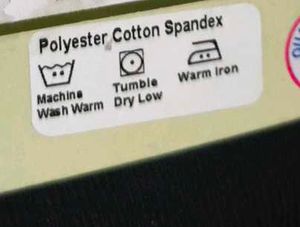 Polyester Cotton Spandex
Machine
Wash Warm
Tumble
Dry Low
Warm Iron